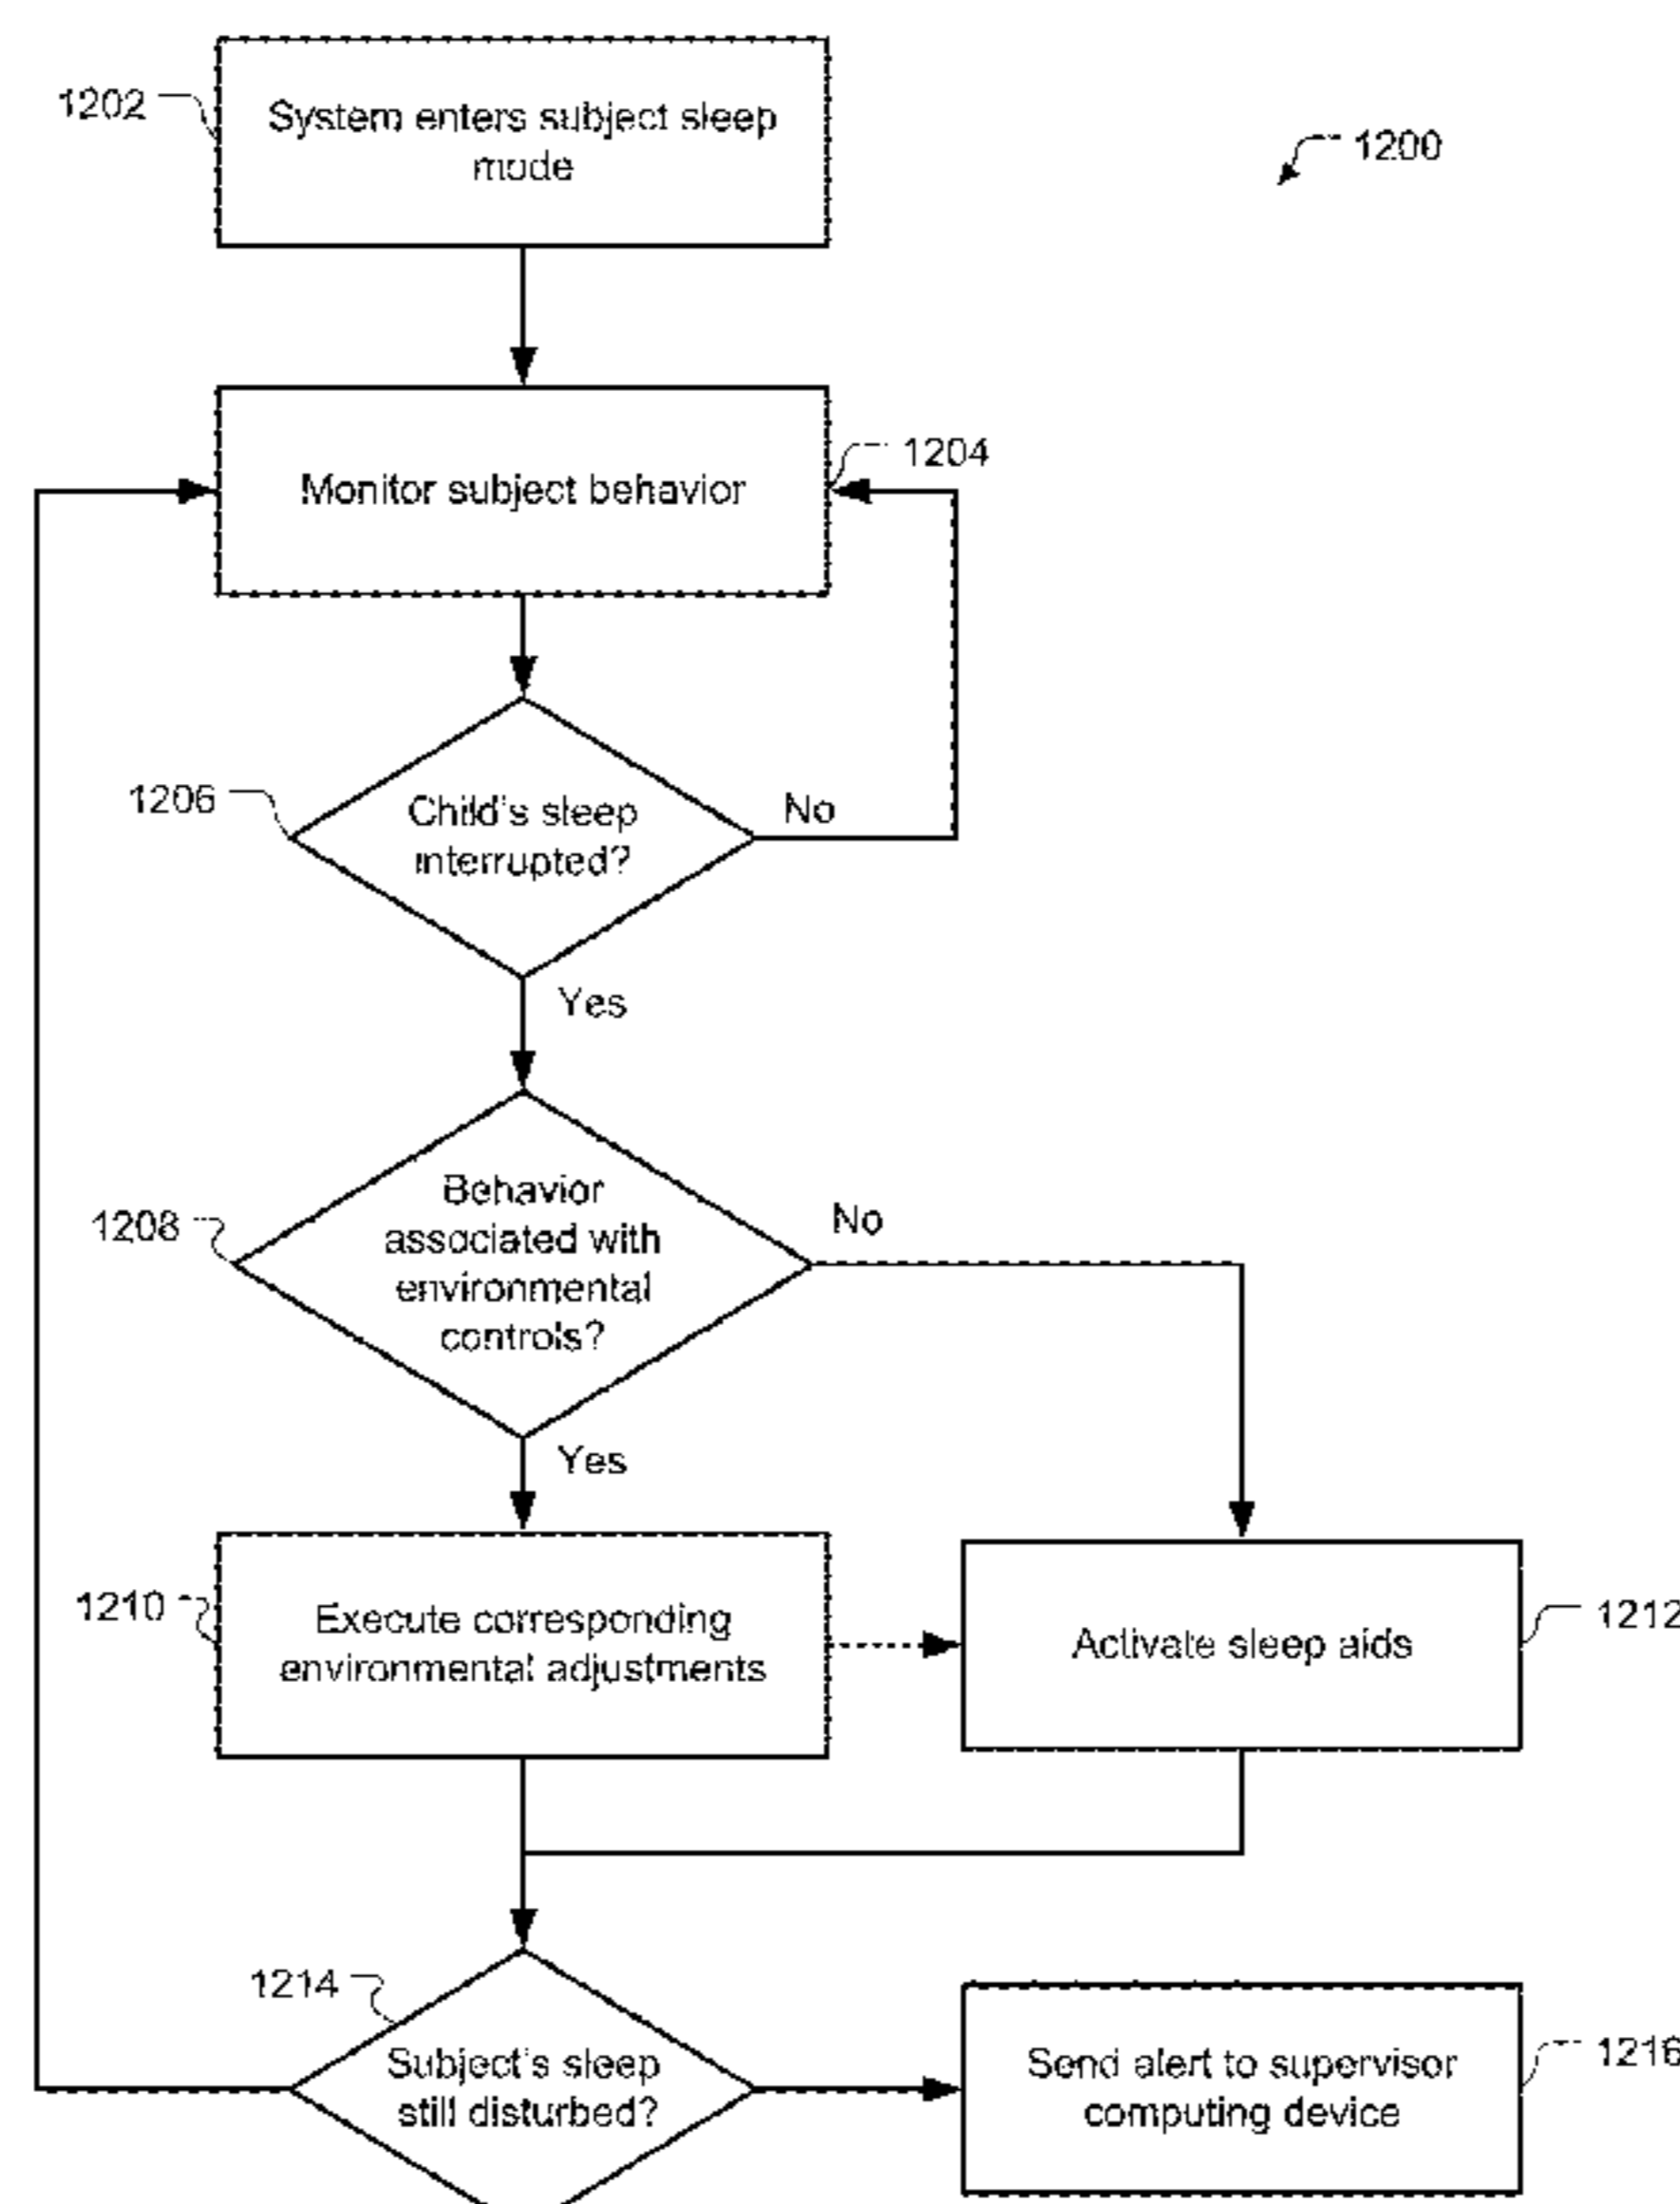 1202
System enters subject sleep
mode
1200
1204
Monitor subject behavior
1206
Child's sleep
interrupted?
No
Yes
1208
Behavior
associated with
environmental
controls?
No
Yes
1210
Execute corresponding
environmental adjustments
Activate sleep aids
1212
1214
Subject's sleep
still disturbed?
Send alert to supervisor
computing device
1216